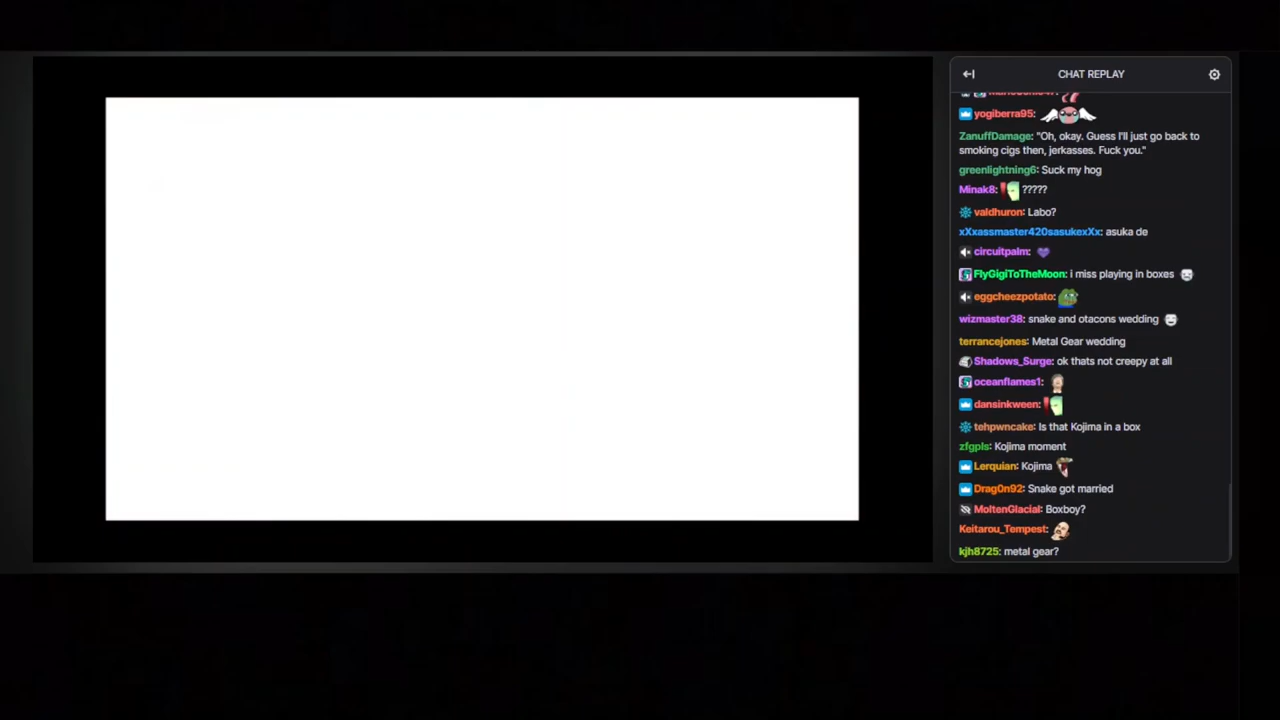 CHAT REPLAY
yogiberra95:
ZanuffDamage: "Oh, okay. Guess I'll just go back to
smoking cigs then, jerkasses. Fuck you."
greenlightning6: Suck my hog
Minak8: ?????
valdhuron: Labo?
xXxassmaster420sasukexXx: asuka de
circuitpalm:
FlyGigiToTheMoon: i miss playing in boxes
eggcheezpotato:
wizmaster38: snake and otacons wedding
terrancejones: Metal Gear wedding
Shadows_Surge: ok thats not creepy at all
oceanflames1:
dansinkween:
tehpwncake: Is that Kojima in a box
zfgpls: Kojima moment
Lerquian: Kojima
Drag0n92: Snake got married
MoltenGlacial: Boxboy?
Keitarou_Tempest:
kjh8725: metal gear?